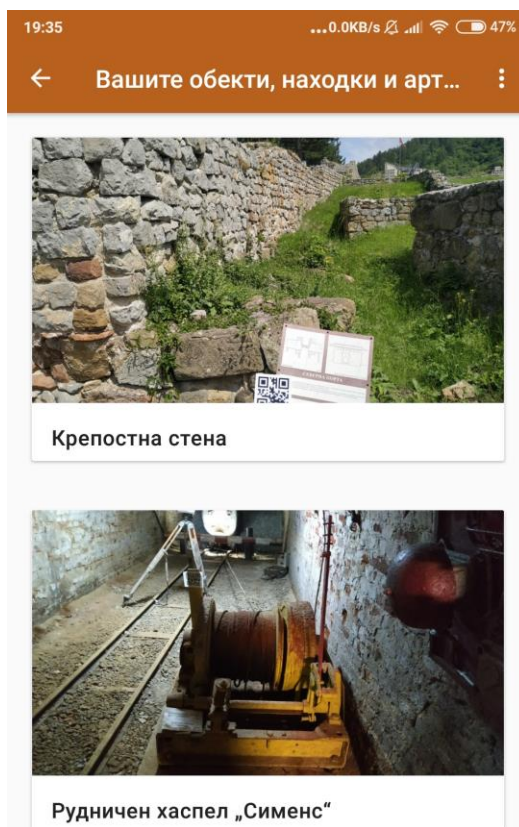 19:35
...0.0KB/s 47%
Вашите обекти, находки и арт...
Крепостна стена
Рудничен хаспел „Сименс“